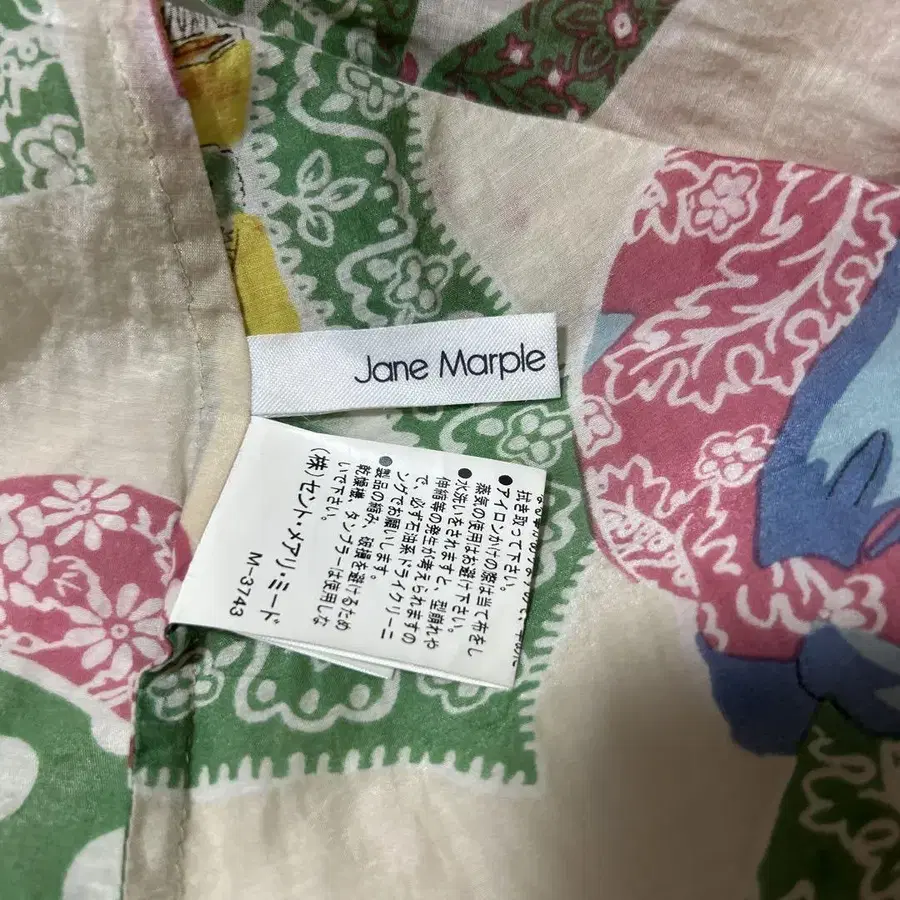 Jane Marple
拭き取って下さい。
●アイロンかけの際は当て布をし
蒸気の使用はお避け下さい。
●水洗いをされますと、型崩れや
伸縮等の発生が考えられますの
で、必ず石油系ドライクリーニ
ングでお願いします。
●製品の縮み、破損を避けるため
乾燥機、タンブラーは使用しな
いで下さい。
(株)セント・メアリ・ミード
M-3743